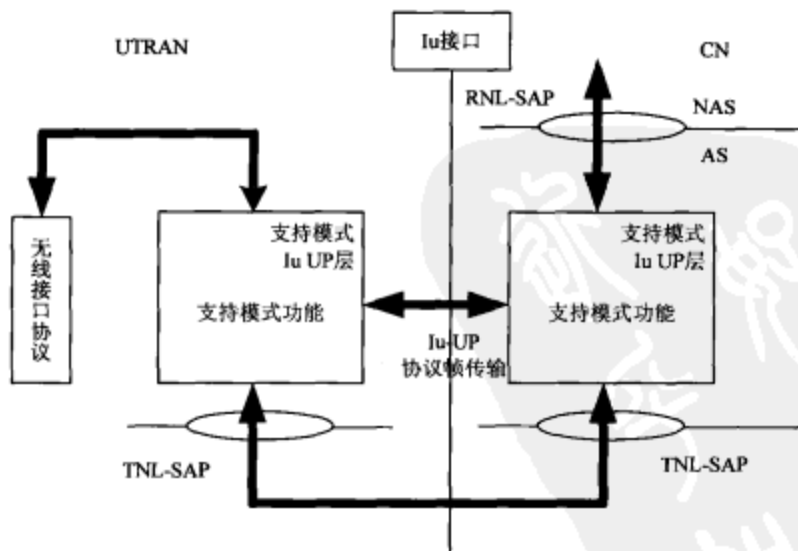 UTRAN
Iu接口
CN
RNL-SAP
NAS
AS
无线接口协议
支持模式
Iu UP层
支持模式功能
支持模式
Iu UP层
支持模式功能
Iu-UP
协议帧传输
TNL-SAP
TNL-SAP